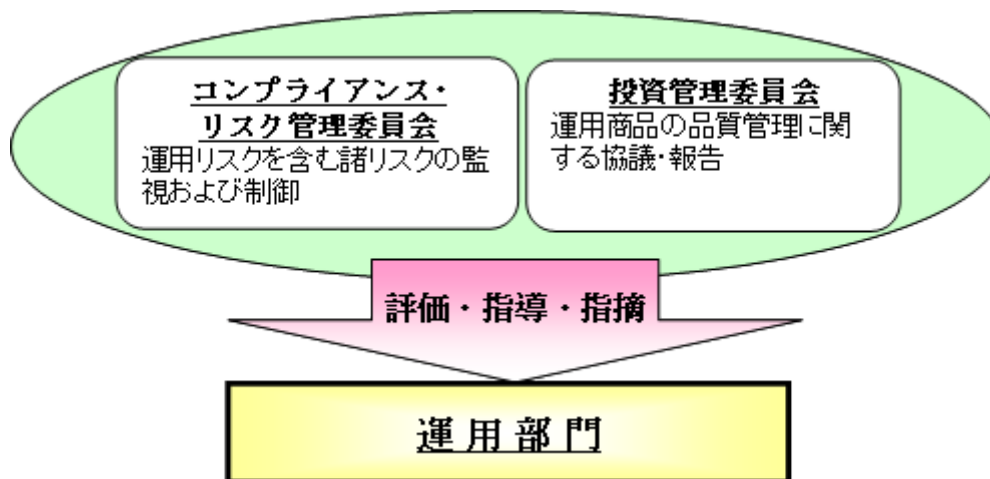 コンプライアンス・
リスク管理委員会
運用リスクを含む諸リスクの監
視および制御
投資管理委員会
運用商品の品質管理に関
する協議・報告
評価・指導・指摘
運用部門